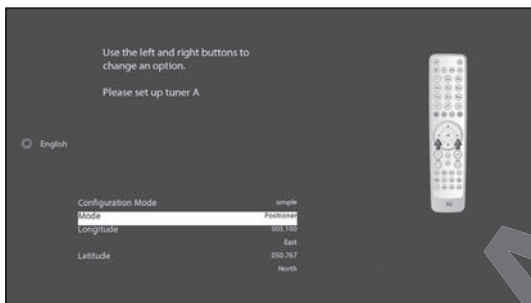 Use the left and right buttons to
change an option.
Please set up tuner A
English
Configuration Mode simple
Mode Positioner
Longitude 005.100
East
Latitude 050.767
North